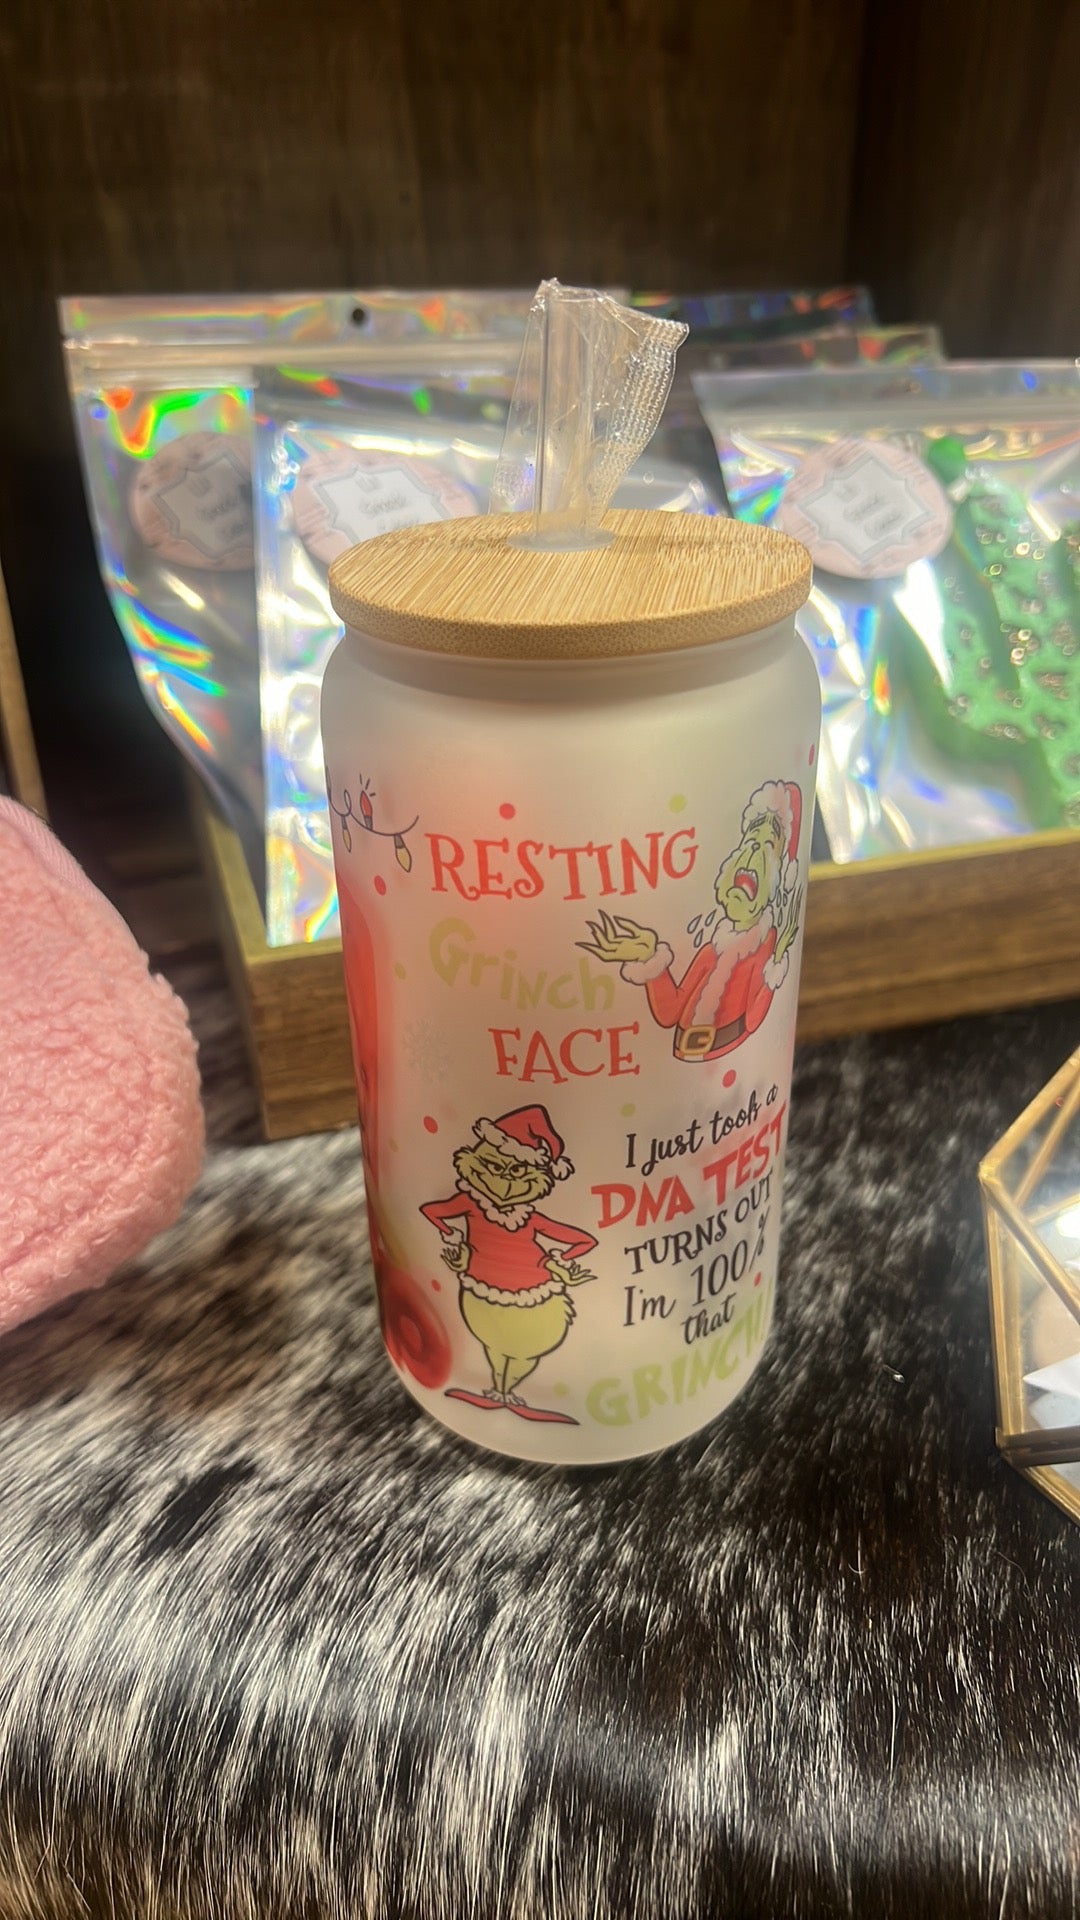 RESTING
Grinch
FACE
I just took a
DNA TEST
TURNS OUT
I'm 100%
that
GRINCH!